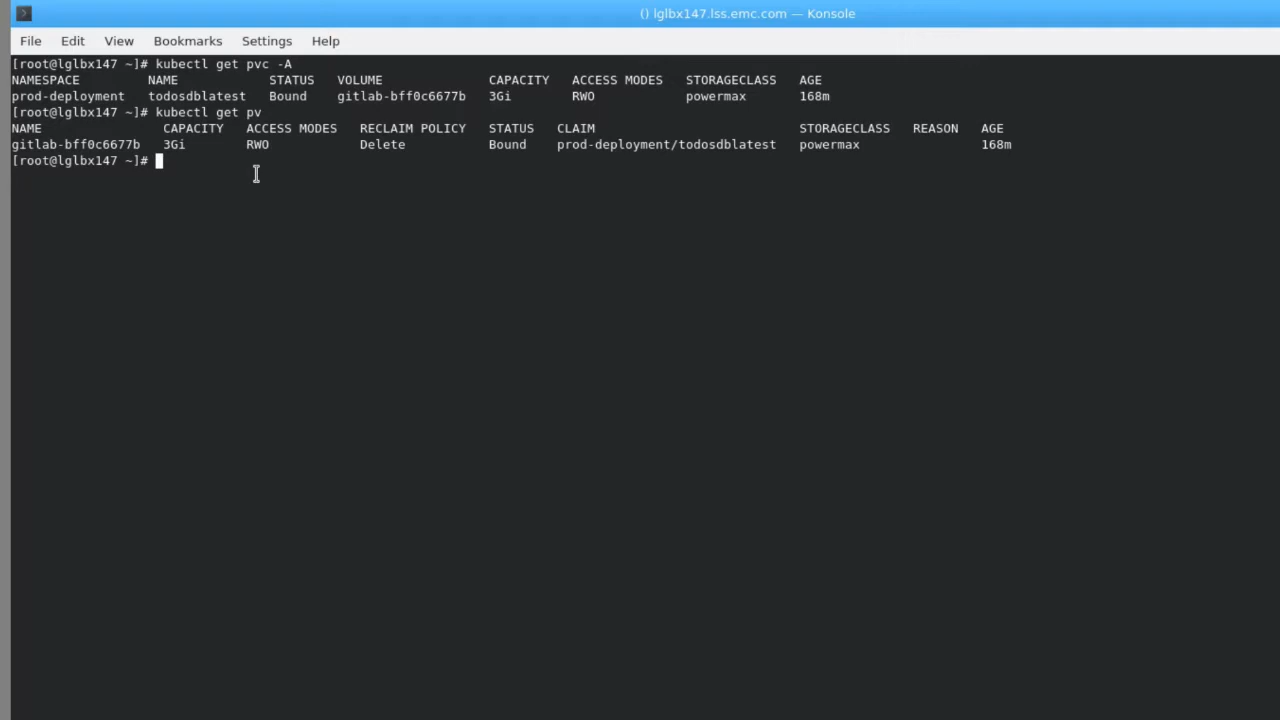 () lglbx147.lss.emc.com — Konsole
File Edit View Bookmarks Settings Help
[root@lglbx147 ~]# kubectl get pvc -A
NAMESPACE NAME STATUS VOLUME CAPACITY ACCESS MODES STORAGECLASS AGE
prod-deployment todosdblatest Bound gitlab-bff0c6677b 3Gi RWO powermax 168m
[root@lglbx147 ~]# kubectl get pv
NAME CAPACITY ACCESS MODES RECLAIM POLICY STATUS CLAIM STORAGECLASS REASON AGE
gitlab-bff0c6677b 3Gi RWO Delete Bound prod-deployment/todosdblatest powermax 168m
[root@lglbx147 ~]#